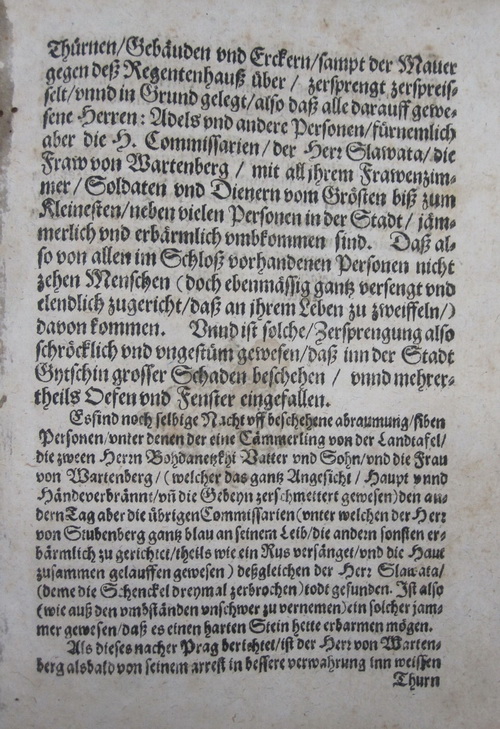 Thürnen/Gebäuden vnd Erckern/sampt der Mauer
gegen deß Regentenhauß über / zersprengt zerspreis-
selt/vnnd in Grund gelegt/also daß alle darauff gewe-
sene Herren: Adels vnd andere Personen/fürnemlich
aber die H. Commissarien/der Herr Slawata/die
Fraw von Wartenberg / mit all jhrem Frawenzim-
mer/Soldaten vnd Dienern vom Grösten biß zum
Kleinesten/neben vielen Personen in der Stadt/ jäm-
merlich vnd erbärmlich vmbkommen sind. Daß al-
so von allen im Schloß vorhandenen Personen nicht
zehen Menschen (doch ebenmässig gantz versengt vnd
elendlich zugericht/daß an jhrem Leben zu zweiffeln/)
davon kommen. Vnnd ist solche/Zersprengung also
schröcklich vnd vngestüm gewesen/daß inn der Stadt
Gytschin grosser Schaden beschehen / vnnd mehrer-
theils Oefen vnd Fenster eingefallen.
Es sind noch selbige Nacht vff beschehene abraumung/siben
Personen/vnter denen der eine Cämmerling von der Landtafel/
die zween Herrn Bohdanetzkhi Vatter vnd Sohn/vnd die Frau
von Wartenberg/(welcher das gantz Angesicht / Haupt vnnd
Händeverbrännt/vñ die Gebeyn zerschmettert gewesen)den an-
dern Tag aber die übrigen Commissarien(vnter welchen der Herr
von Stubenberg gantz blau an seinem Leib/die andern sonsten er-
bärmlich zu gerichtet/theils wie ein Rus versänget/vnd die Haut
zusammen gelauffen gewesen) deßgleichen der Herr Slawata/
(deme die Schenckel dreymal zerbrochen)todt gefunden. Ist also
(wie auß den vmbständen vnschwer zu vernemen)ein solcher jam-
mer gewesen/daß es einen harten Stein hette erbarmen mögen.
Als dieses nacher Prag berichtet/ist der Herr von Warten-
berg alsbald von seinem arrest in bessere verwahrung inn weissen
Thurn